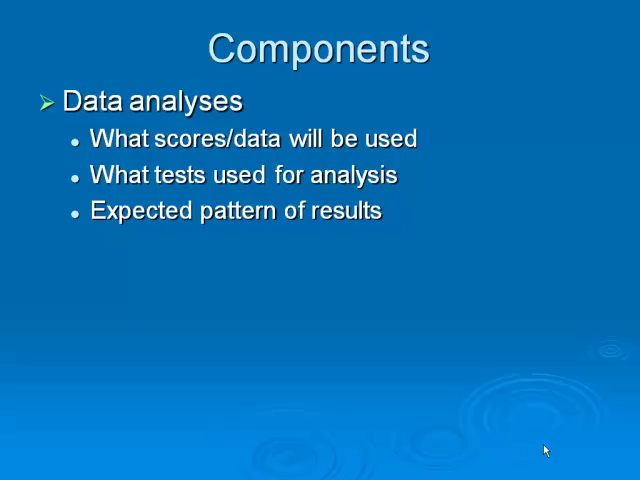 Components
Data analyses
What scores/data will be used
What tests used for analysis
Expected pattern of results